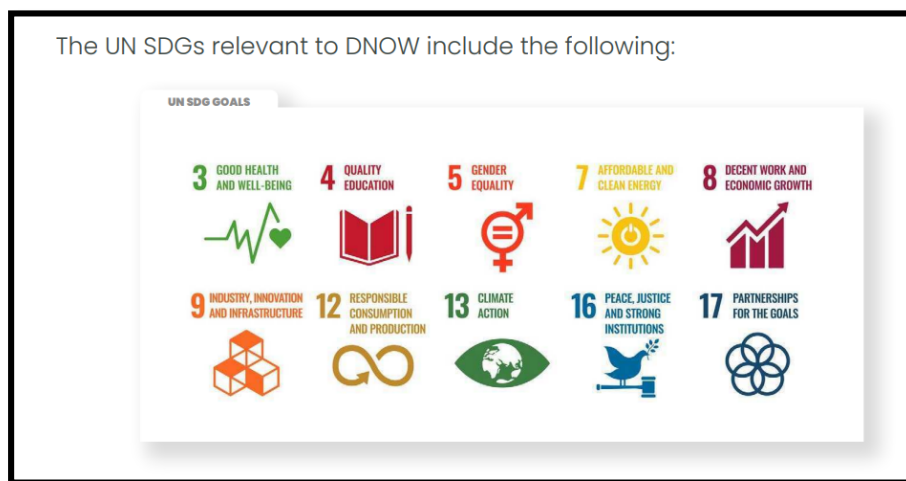 The UN SDGs relevant to DNOW include the following:
UN SDG GOALS
3 GOOD HEALTH
AND WELL-BEING
4 QUALITY
EDUCATION
5 GENDER
EQUALITY
7 AFFORDABLE AND
CLEAN ENERGY
8 DECENT WORK AND
ECONOMIC GROWTH
9 INDUSTRY, INNOVATION
AND INFRASTRUCTURE
12 RESPONSIBLE
CONSUMPTION
AND PRODUCTION
13 CLIMATE
ACTION
16 PEACE, JUSTICE
AND STRONG
INSTITUTIONS
17 PARTNERSHIPS
FOR THE GOALS